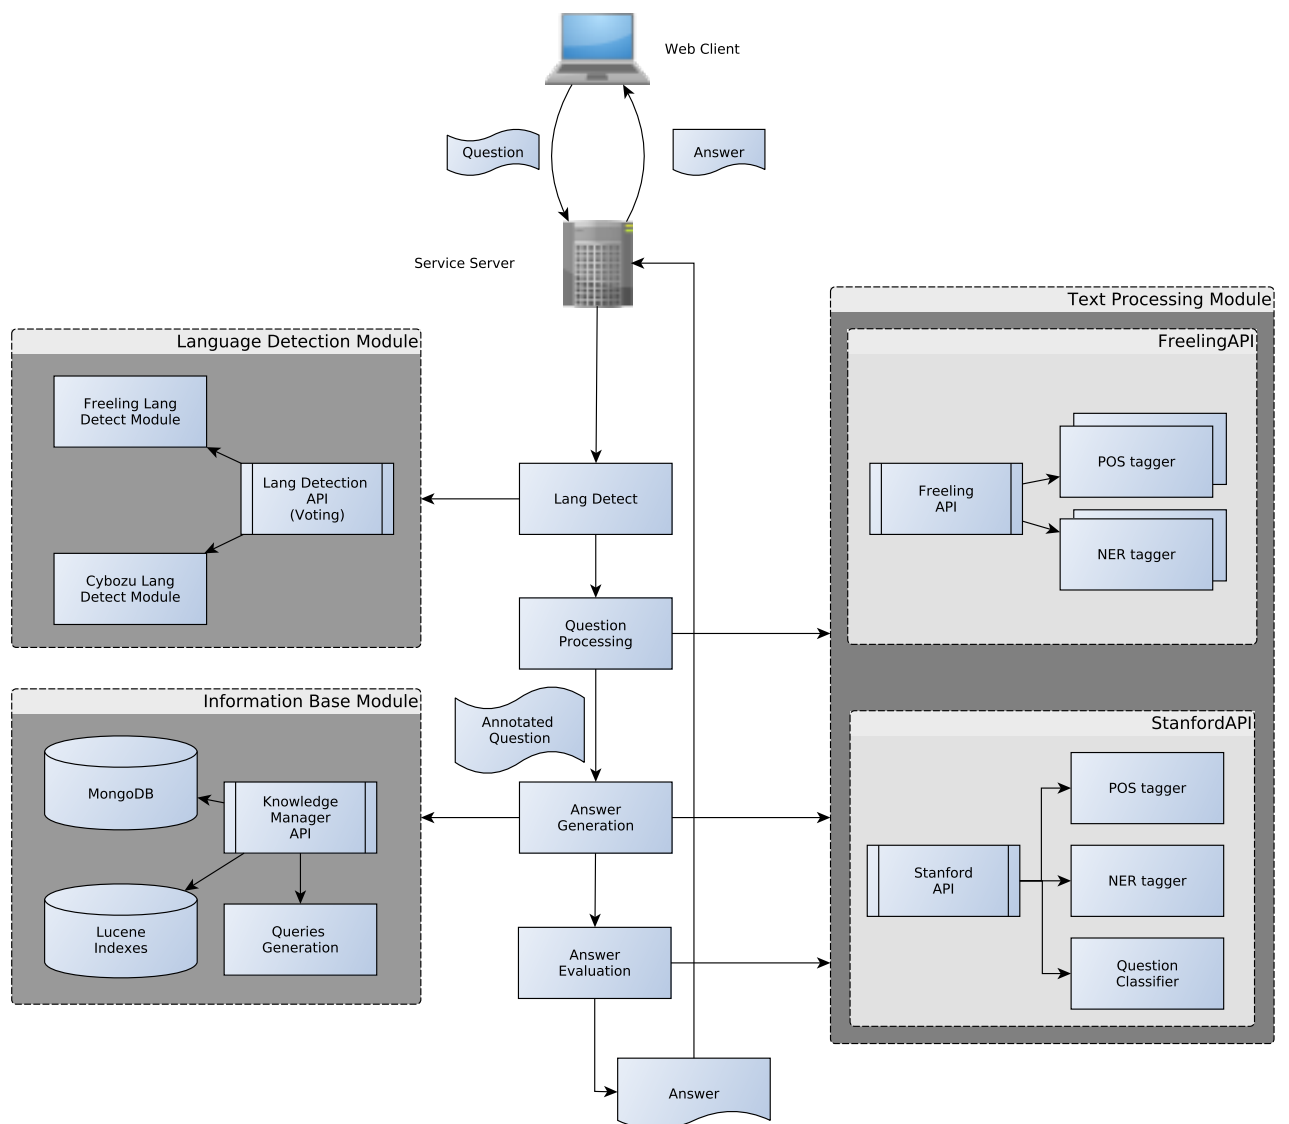 Web Client
Question
Answer
Service Server
Language Detection Module
Freeling Lang
Detect Module
Lang Detection
API
(Voting)
Cybozu Lang
Detect Module
Lang Detect
Question
Processing
Annotated
Question
Answer
Generation
Answer
Evaluation
Answer
Information Base Module
MongoDB
Knowledge
Manager
API
Lucene
Indexes
Queries
Generation
Text Processing Module
FreelingAPI
Freeling
API
POS tagger
NER tagger
StanfordAPI
Stanford
API
POS tagger
NER tagger
Question
Classifier